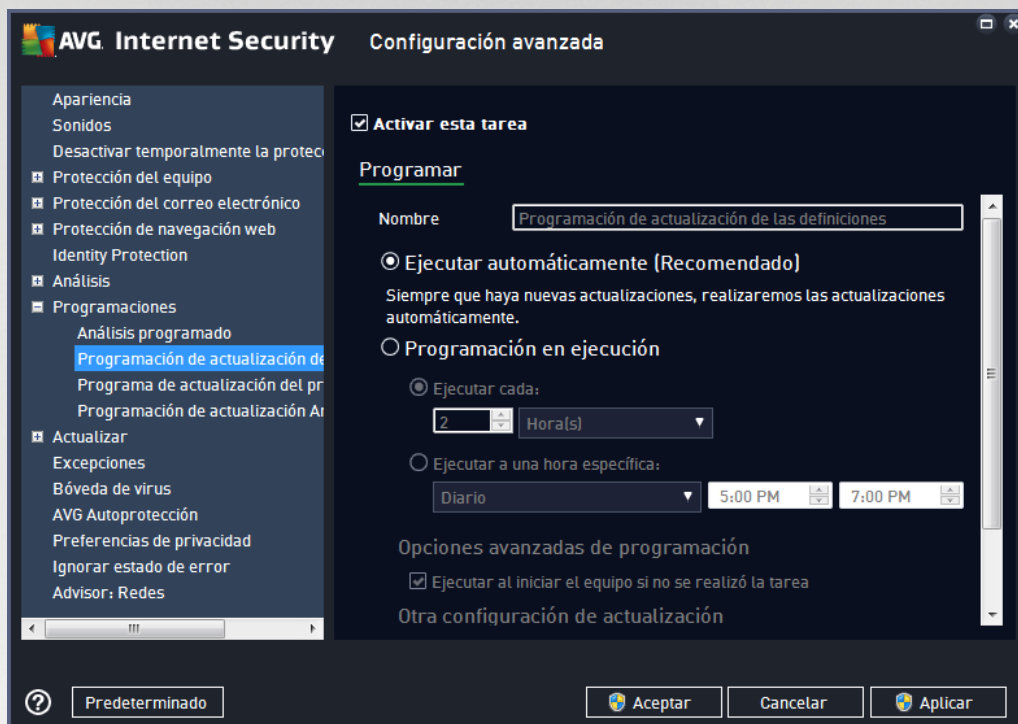 AVG. Internet Security
Configuración avanzada
Apariencia
Sonidos
Desactivar temporalmente la protec
Protección del equipo
Protección del correo electrónico
Protección de navegación web
Identity Protection
Análisis
Programaciones
Análisis programado
Programación de actualización de
Programa de actualización del pr
Programación de actualización An
Actualizar
Excepciones
Bóveda de virus
AVG Autoprotección
Preferencias de privacidad
Ignorar estado de error
Advisor: Redes
Activar esta tarea
Programar
Nombre
Programación de actualización de las definiciones
Ejecutar automáticamente (Recomendado)
Siempre que haya nuevas actualizaciones, realizaremos las actualizaciones
automáticamente.
Programación en ejecución
Ejecutar cada:
2 Hora(s)
Ejecutar a una hora específica:
Diario 5:00 PM 7:00 PM
Opciones avanzadas de programación
Ejecutar al iniciar el equipo si no se realizó la tarea
Otra configuración de actualización
? Predeterminado Aceptar Cancelar Aplicar